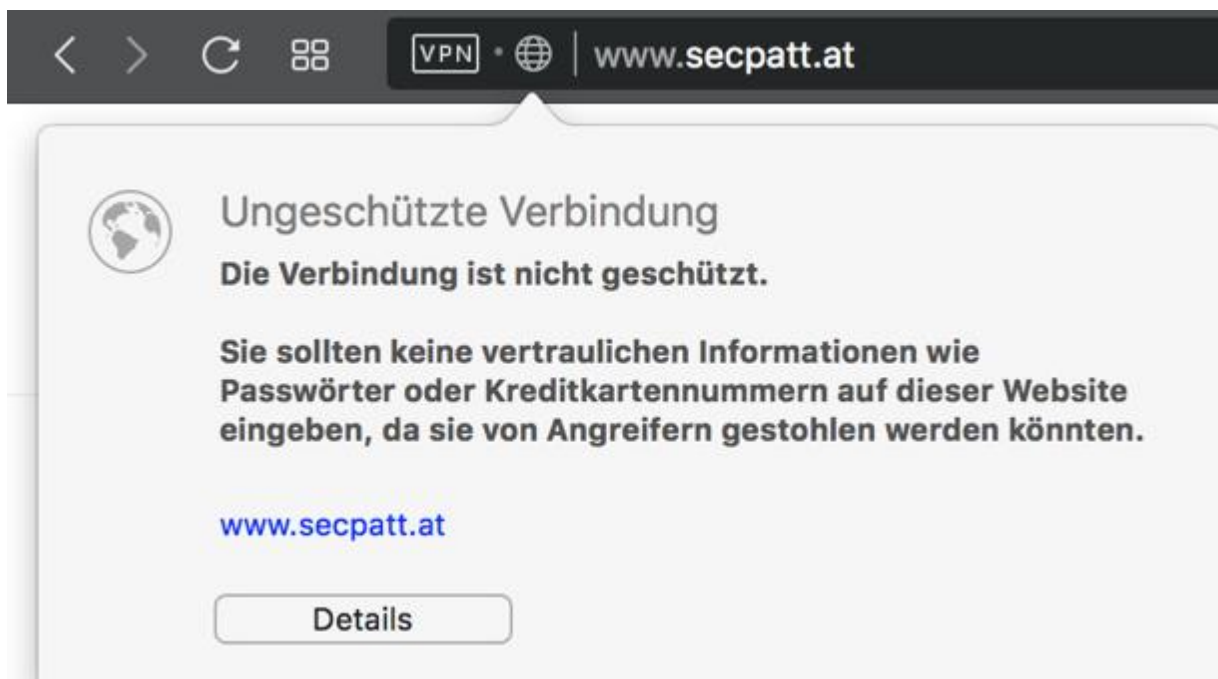 VPN www.secpatt.at
Ungeschützte Verbindung
Die Verbindung ist nicht geschützt.
Sie sollten keine vertraulichen Informationen wie
Passwörter oder Kreditkartennummern auf dieser Website
eingeben, da sie von Angreifern gestohlen werden könnten.
www.secpatt.at
Details